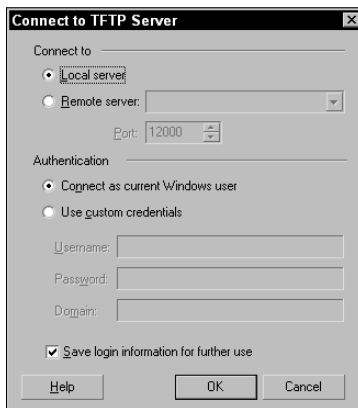 Connect to TFTP Server
Connect to
Local server
Remote server:
Port: 12000
Authentication
Connect as current Windows user
Use custom credentials
Username:
Password:
Domain:
Save login information for further use
Help OK Cancel